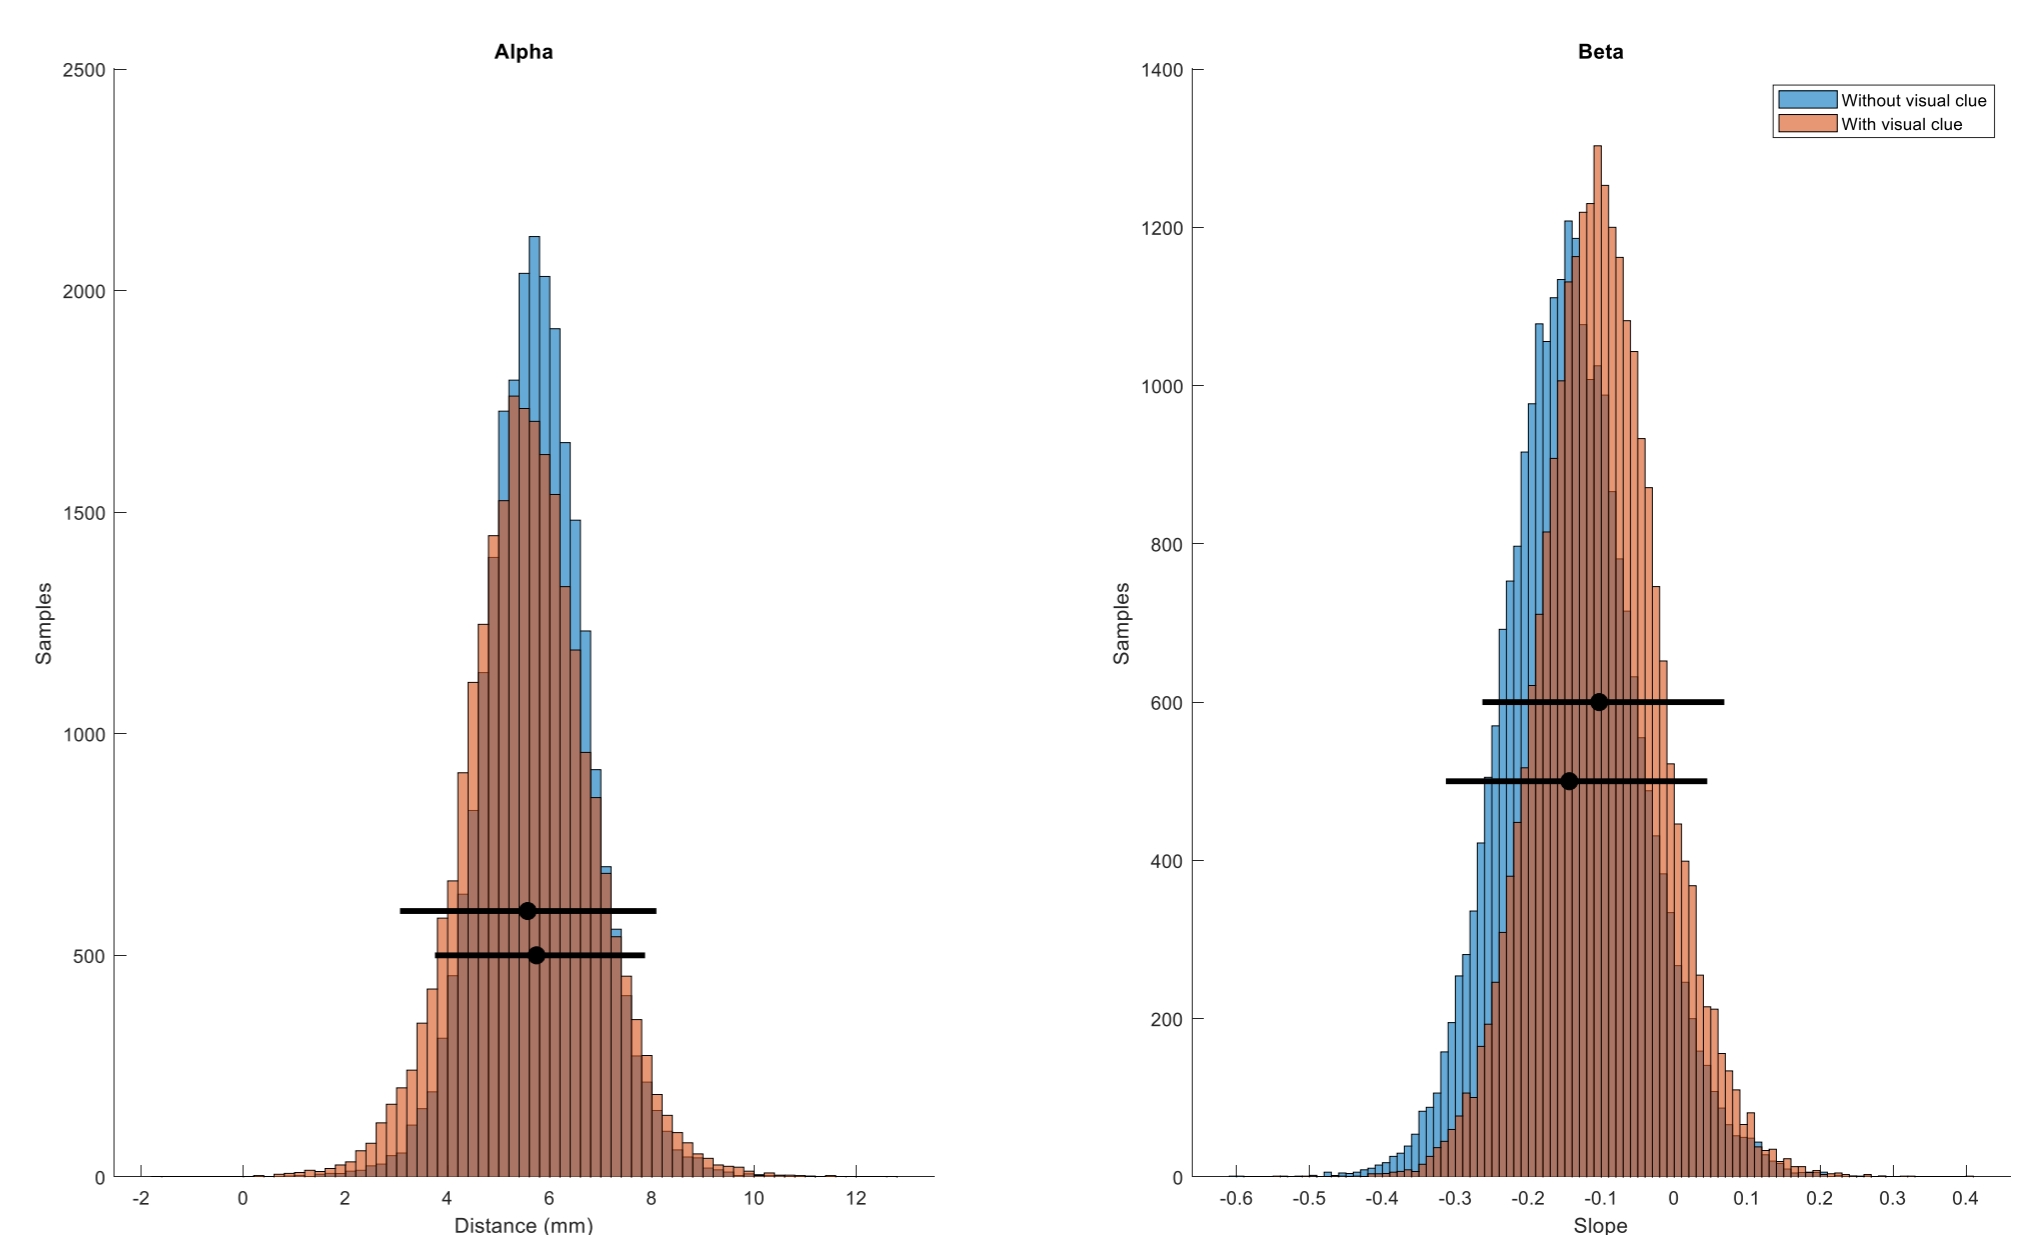 Alpha
2500
2000
1500
1000
500
0
Samples
-2 0 2 4 6 8 10 12
Distance (mm)
Beta
1400
1200
1000
800
600
400
200
0
Samples
-0.6 -0.5 -0.4 -0.3 -0.2 -0.1 0 0.1 0.2 0.3 0.4
Slope
Without visual clue
With visual clue